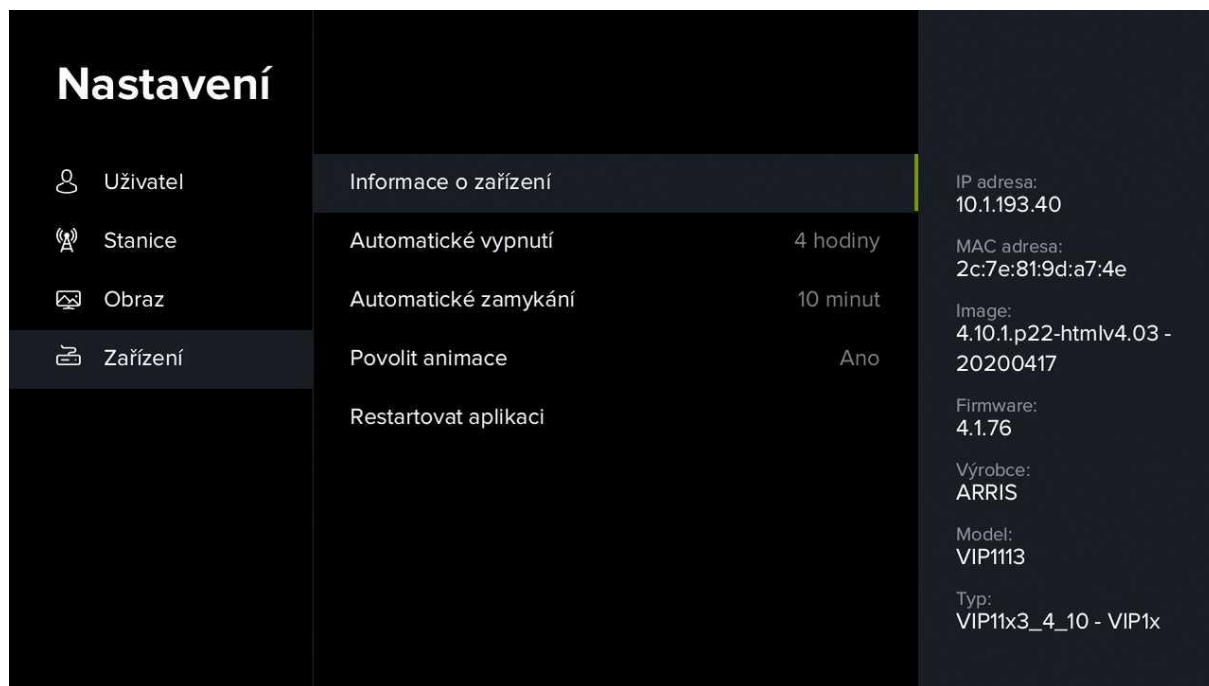 Nastavení
Uživatel
Stanice
Obraz
Zařízení
Informace o zařízení
Automatické vypnutí 4 hodiny
Automatické zamykání 10 minut
Povolit animace Ano
Restartovat aplikaci
IP adresa:
10.1.193.40
MAC adresa:
2c:7e:81:9d:a7:4e
Image:
4.10.1.p22-htmlv4.03 -
20200417
Firmware:
4.1.76
Výrobce:
ARRIS
Model:
VIP1113
Typ:
VIP11x3_4_10 - VIP1x